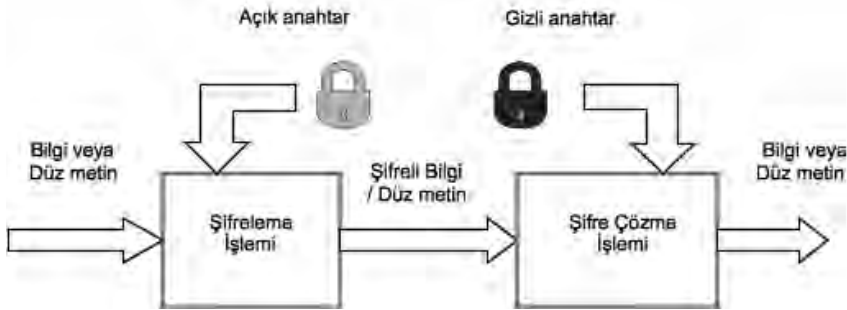 Açık anahtar
Gizli anahtar
Bilgi veya
Düz metin
Şifreleme
İşlemi
Şifreli Bilgi
/ Düz metin
Şifre Çözme
İşlemi
Bilgi veya
Düz metin